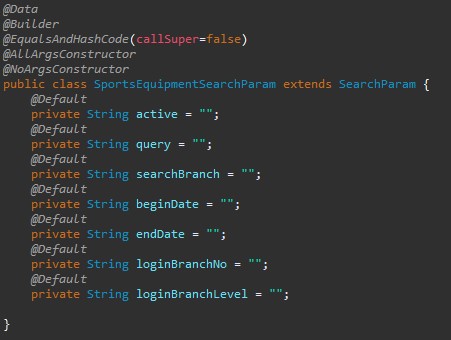 @Data
@Builder
@EqualsAndHashCode(callSuper=false)
@AllArgsConstructor
@NoArgsConstructor
public class SportsEquipmentSearchParam extends SearchParam {
    @Default
    private String active = "";
    @Default
    private String query = "";
    @Default
    private String searchBranch = "";
    @Default
    private String beginDate = "";
    @Default
    private String endDate = "";
    @Default
    private String loginBranchNo = "";
    @Default
    private String loginBranchLevel = "";
}